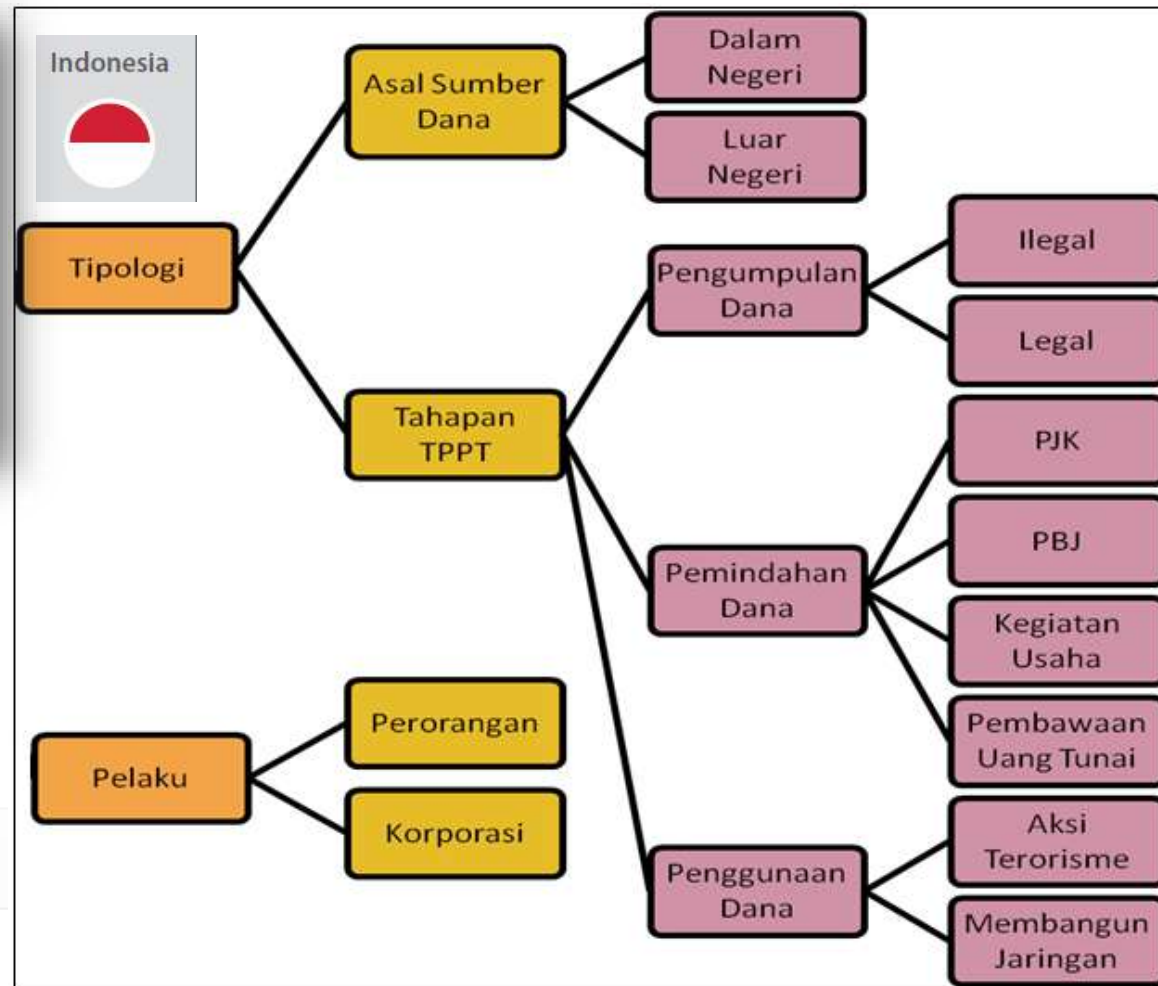 Indonesia
Tipologi
Asal Sumber
Dana
Dalam
Negeri
Luar
Negeri
Tahapan
TPPT
Pengumpulan
Dana
Ilegal
Legal
Pemindahan
Dana
PJK
PBJ
Kegiatan
Usaha
Pembawaan
Uang Tunai
Penggunaan
Dana
Aksi
Terorisme
Membangun
Jaringan
Pelaku
Perorangan
Korporasi